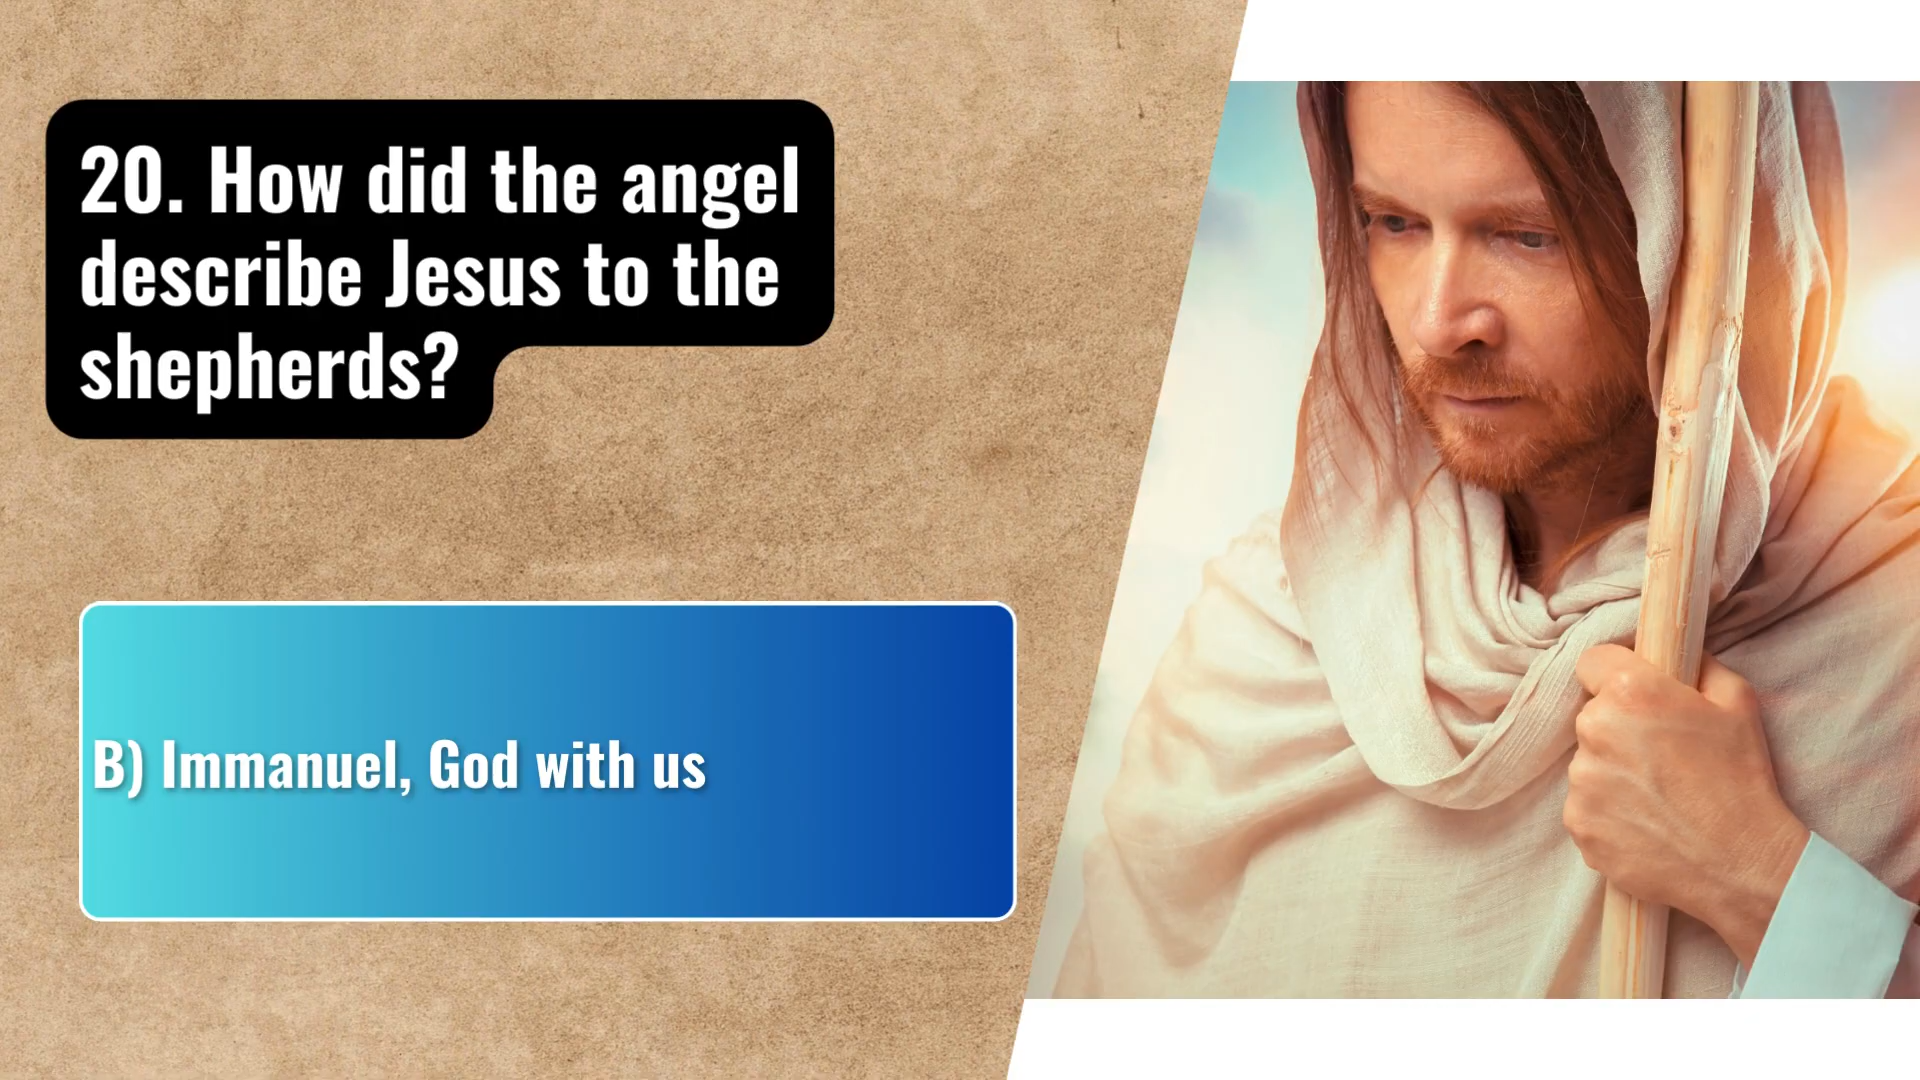 20. How did the angel
describe Jesus to the
shepherds?
B) Immanuel, God with us